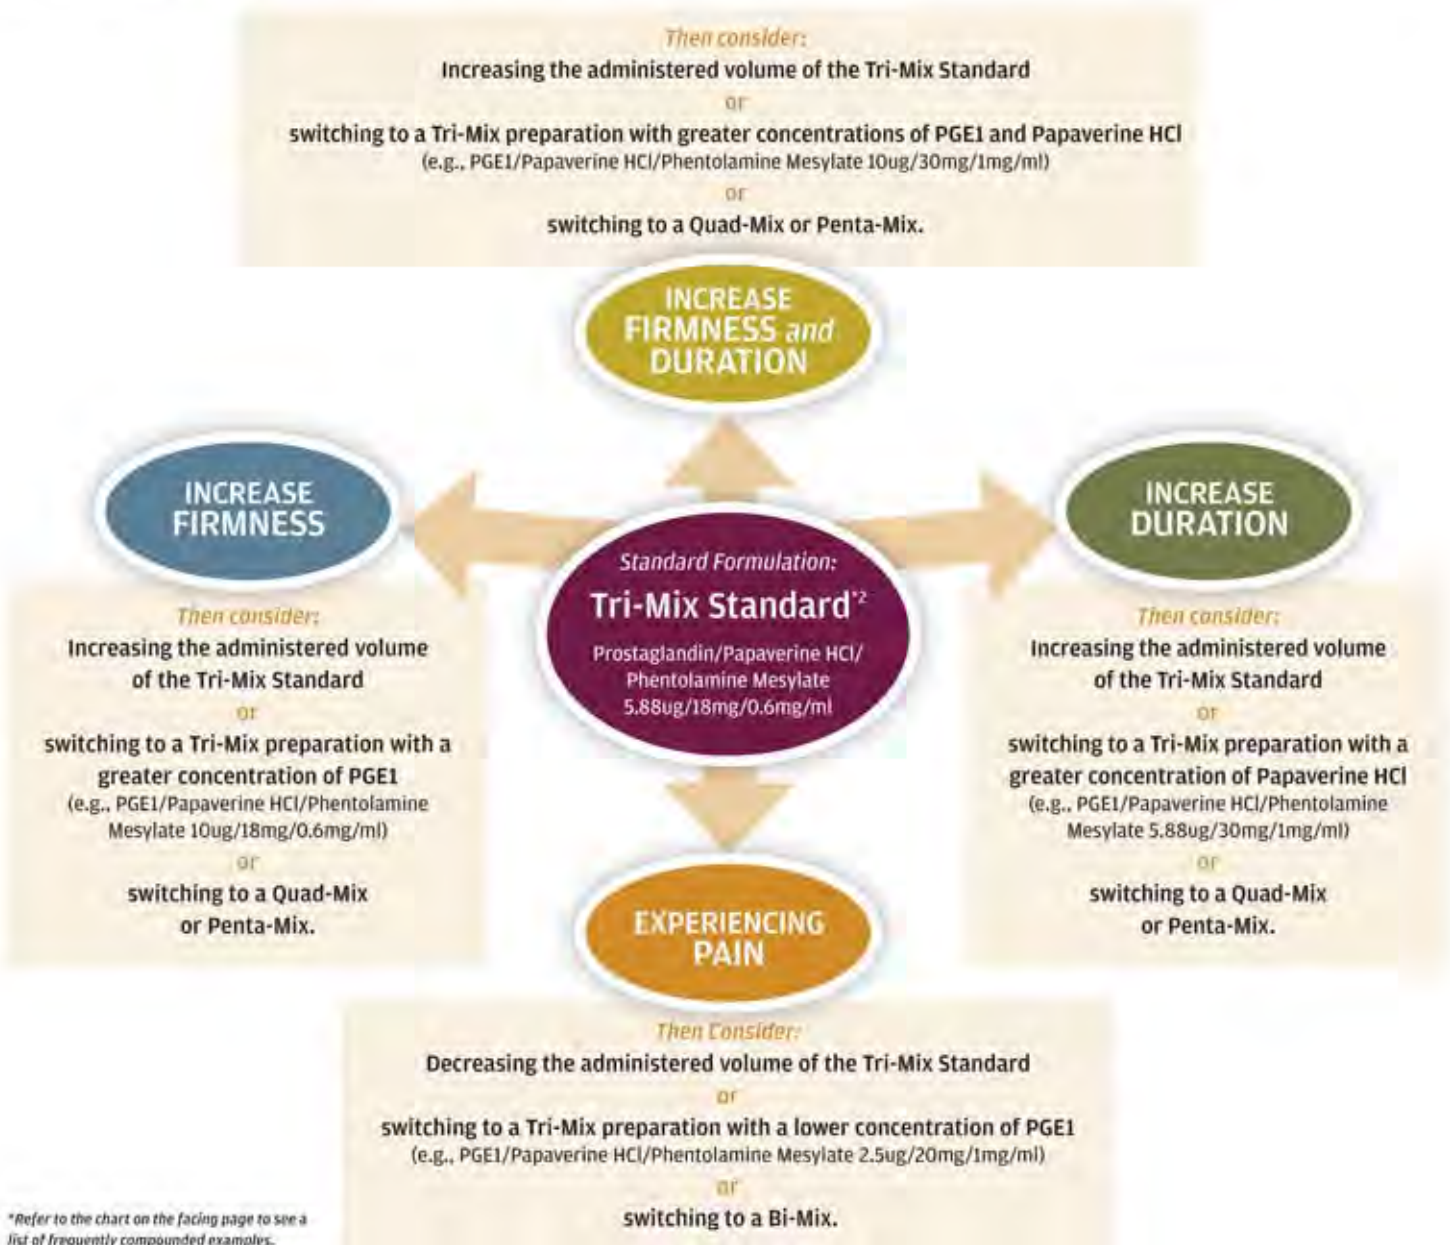 Then consider:
Increasing the administered volume of the Tri-Mix Standard
or
switching to a Tri-Mix preparation with greater concentrations of PGE1 and Papaverine HCl
(e.g., PGE1/Papaverine HCl/Phentolamine Mesylate 10ug/30mg/1mg/ml)
or
switching to a Quad-Mix or Penta-Mix.
INCREASE
FIRMNESS and
DURATION
INCREASE
FIRMNESS
Then consider:
Increasing the administered volume
of the Tri-Mix Standard
or
switching to a Tri-Mix preparation with a
greater concentration of PGE1
(e.g., PGE1/Papaverine HCl/Phentolamine
Mesylate 10ug/18mg/0.6mg/ml)
or
switching to a Quad-Mix
or Penta-Mix.
Standard Formulation:
Tri-Mix Standard*2
Prostaglandin/Papaverine HCl/
Phentolamine Mesylate
5.88ug/18mg/0.6mg/ml
INCREASE
DURATION
Then consider:
Increasing the administered volume
of the Tri-Mix Standard
or
switching to a Tri-Mix preparation with a
greater concentration of Papaverine HCl
(e.g., PGE1/Papaverine HCl/Phentolamine
Mesylate 5.88ug/30mg/1mg/ml)
or
switching to a Quad-Mix
or Penta-Mix.
EXPERIENCING
PAIN
Then Consider:
Decreasing the administered volume of the Tri-Mix Standard
or
switching to a Tri-Mix preparation with a lower concentration of PGE1
(e.g., PGE1/Papaverine HCl/Phentolamine Mesylate 2.5ug/20mg/1mg/ml)
or
switching to a Bi-Mix.
*Refer to the chart on the facing page to see a
list of frequently compounded examples.